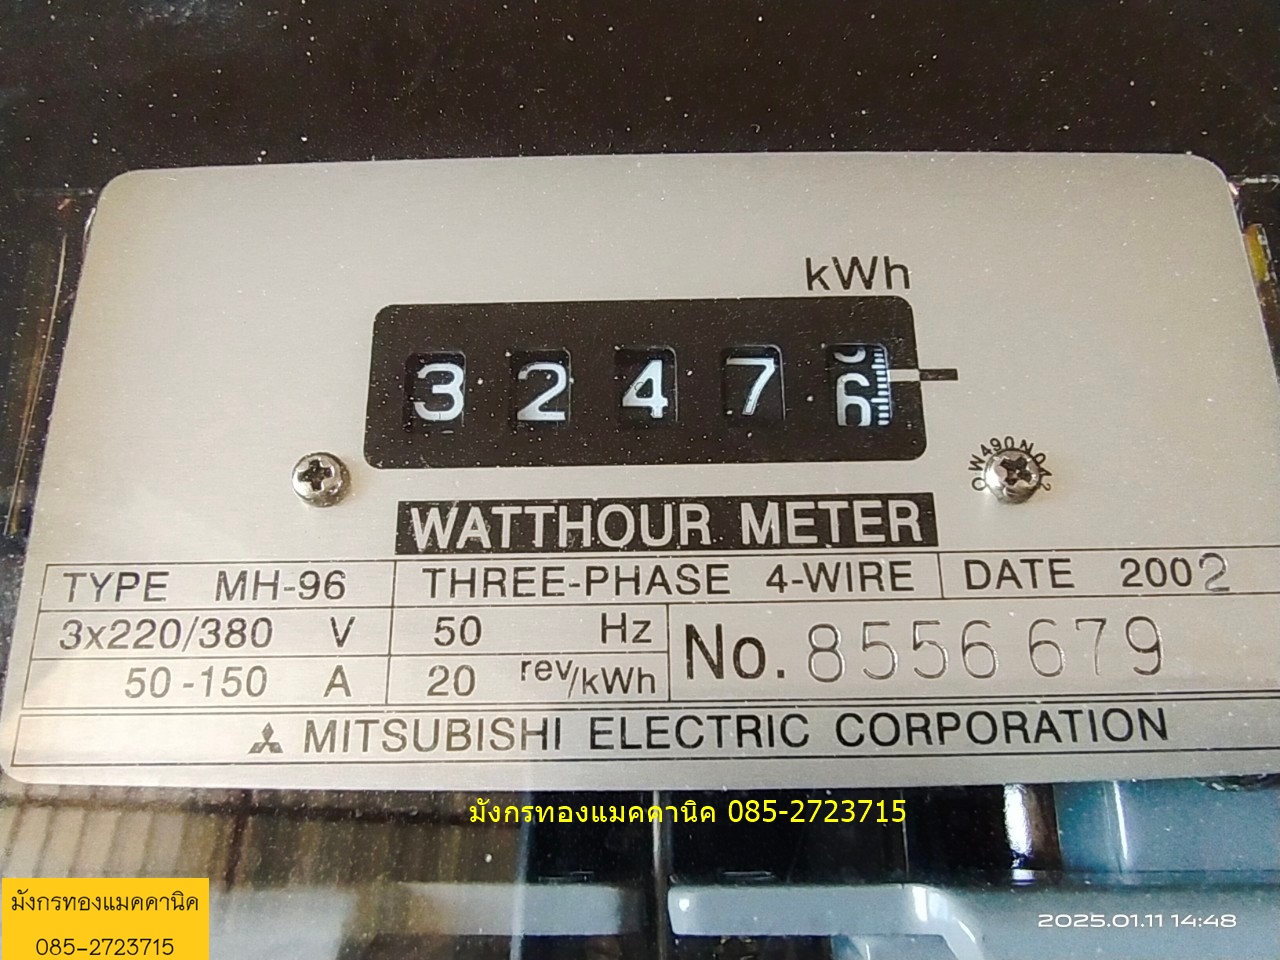 kWh
3 2 4 7 6
OW490N042
WATTHOUR METER
TYPE MH-96 THREE-PHASE 4-WIRE DATE 2002
3x220/380 V 50 Hz No. 8556679
50-150 A 20 rev/kWh
MITSUBISHI ELECTRIC CORPORATION
มังกรทองแมคคานิค 085-2723715
มังกรทองแมคคานิค
085-2723715
2025.01.11 14:48